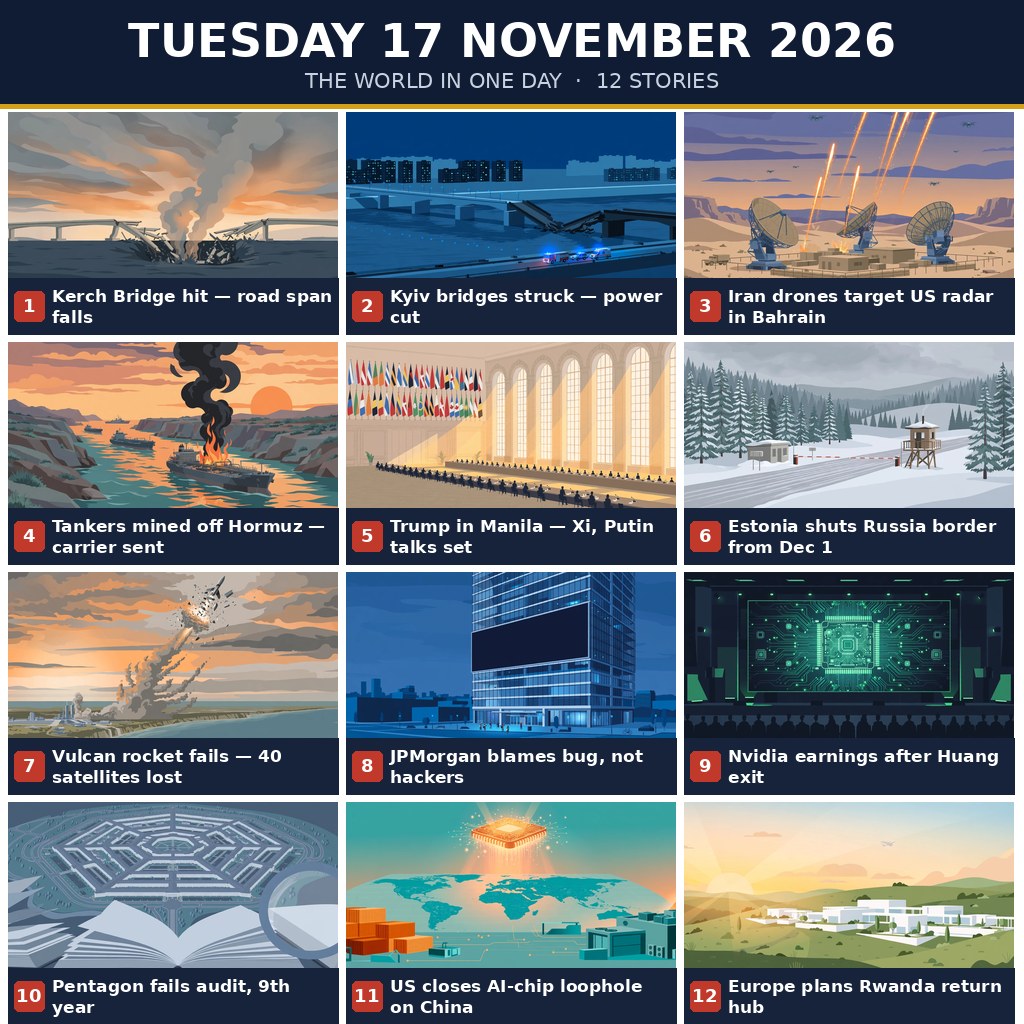 TUESDAY 17 NOVEMBER 2026
THE WORLD IN ONE DAY · 12 STORIES
1 Kerch Bridge hit — road span
falls
2 Kyiv bridges struck — power
cut
3 Iran drones target US radar
in Bahrain
4 Tankers mined off Hormuz —
carrier sent
5 Trump in Manila — Xi, Putin
talks set
6 Estonia shuts Russia border
from Dec 1
7 Vulcan rocket fails — 40
satellites lost
8 JPMorgan blames bug, not
hackers
9 Nvidia earnings after Huang
exit
10 Pentagon fails audit, 9th
year
11 US closes AI-chip loophole
on China
12 Europe plans Rwanda return
hub